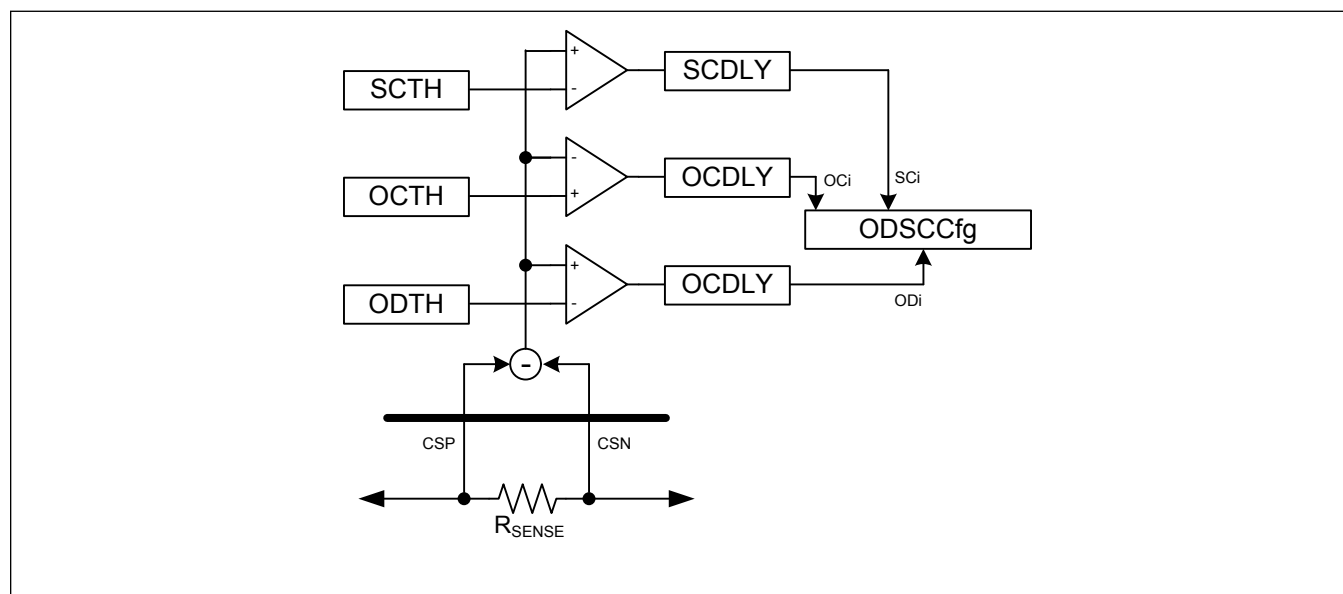 +
SCDLY
SCTH
-
-
OCDLY
OCi
SCi
OCTH
+
ODSCCfg
+
OCDLY
ODTH
-
ODi
-
CSP
CSN
RSENSE